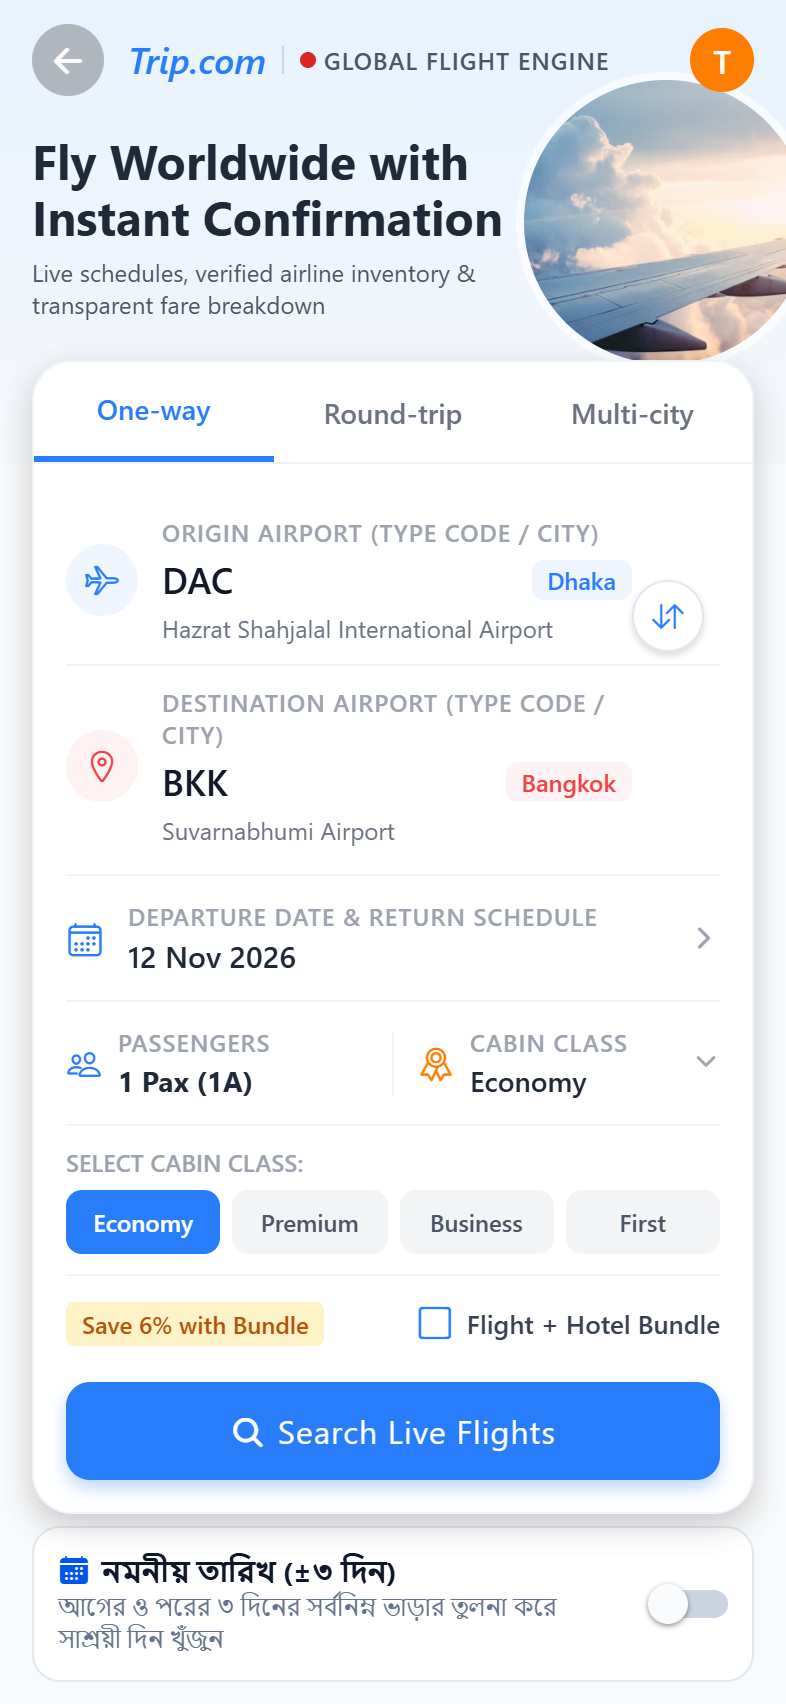 Trip.com
GLOBAL FLIGHT ENGINE
T
Fly Worldwide with
Instant Confirmation
Live schedules, verified airline inventory &
transparent fare breakdown
One-way
Round-trip
Multi-city
ORIGIN AIRPORT (TYPE CODE / CITY)
DAC
Dhaka
Hazrat Shahjalal International Airport
DESTINATION AIRPORT (TYPE CODE /
CITY)
BKK
Bangkok
Suvarnabhumi Airport
DEPARTURE DATE & RETURN SCHEDULE
12 Nov 2026
PASSENGERS
1 Pax (1A)
CABIN CLASS
Economy
SELECT CABIN CLASS:
Economy
Premium
Business
First
Save 6% with Bundle
Flight + Hotel Bundle
Search Live Flights
নমনীয় তারিখ (±৩ দিন)
আগের ও পরের ৩ দিনের সর্বনিম্ন ভাড়ার তুলনা করে
সাশ্রয়ী দিন খুঁজুন